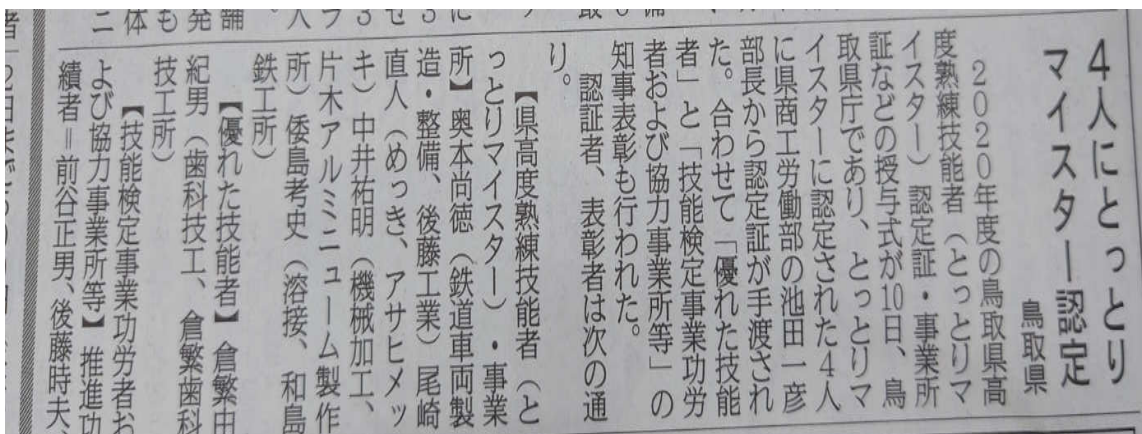 4人にとっとり
マイスター認定
鳥取県
2020年度の鳥取県高
度熟練技能者（とっとりマ
イスター）認定証・事業所
証などの授与式が10日、鳥
取県庁であり、とっとりマ
イスターに認定された4人
に県商工労働部の池田一彦
部長から認定証が手渡され
た。合わせて「優れた技能
者」と「技能検定事業功労
者および協力事業所等」の
知事表彰も行われた。
認証者、表彰者は次の通
り。
【県高度熟練技能者（と
っとりマイスター）・事業
所】奥本尚徳（鉄道車両製
造・整備、後藤工業）尾崎
直人（めっき、アサヒメッ
キ）中井祐明（機械加工、
片木アルミニューム製作
所）倭島考史（溶接、和島
鉄工所）
【優れた技能者】倉繁由
紀男（歯科技工、倉繁歯科
技工所）
【技能検定事業功労者お
よび協力事業所等】推進功
績者＝前谷正男、後藤時夫、